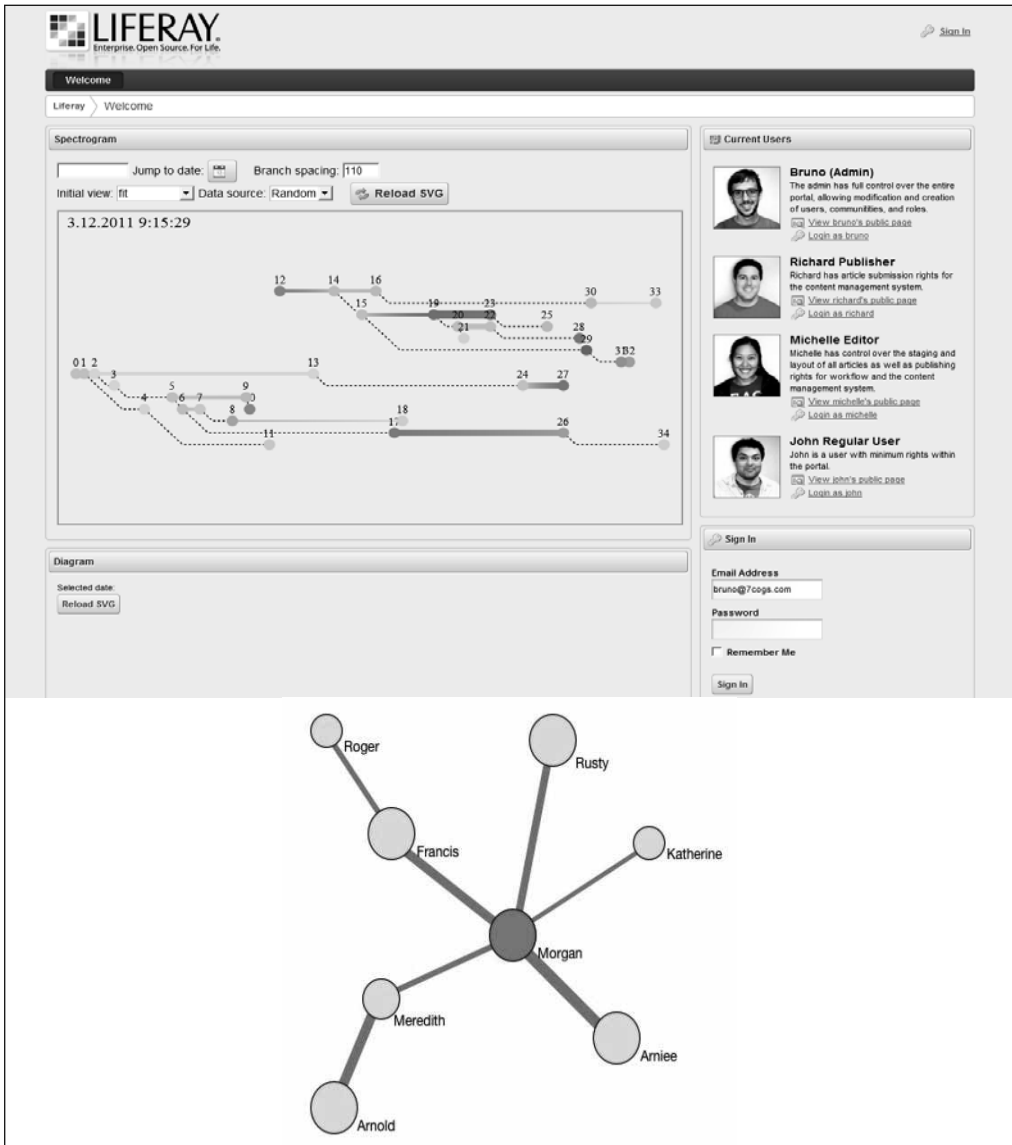 LIFERAY.
Enterprise. Open Source. For Life.
Sign In
Welcome
Liferay
Welcome
Spectrogram
Jump to date:
Branch spacing: 110
Initial view: fit
Data source: Random
Reload SVG
3.12.2011 9:15:29
12
14
16
30
33
15
19
23
20
22
25
21
28
29
31
32
0
1
2
13
3
24
27
5
9
4
6
7
0
8
18
11
17
26
34
Diagram
Selected date:
Reload SVG
Current Users
Bruno (Admin)
The admin has full control over the entire
portal, allowing modification and creation
of users, communitities, and roles.
View bruno's public page
Login as bruno
Richard Publisher
Richard has article submission rights for
the content management system.
View richard's public page
Login as richard
Michelle Editor
Michelle has control over the staging and
layout of all articles as well as publishing
rights for workflow and the content
management system.
View michelle's public page
Login as michelle
John Regular User
John is a user with minimum rights within
the portal.
View john's public page
Login as john
Sign In
Email Address
bruno@7cogs.com
Password
Remember Me
Sign In
Roger
Rusty
Francis
Katherine
Morgan
Meredith
Arniee
Arnold